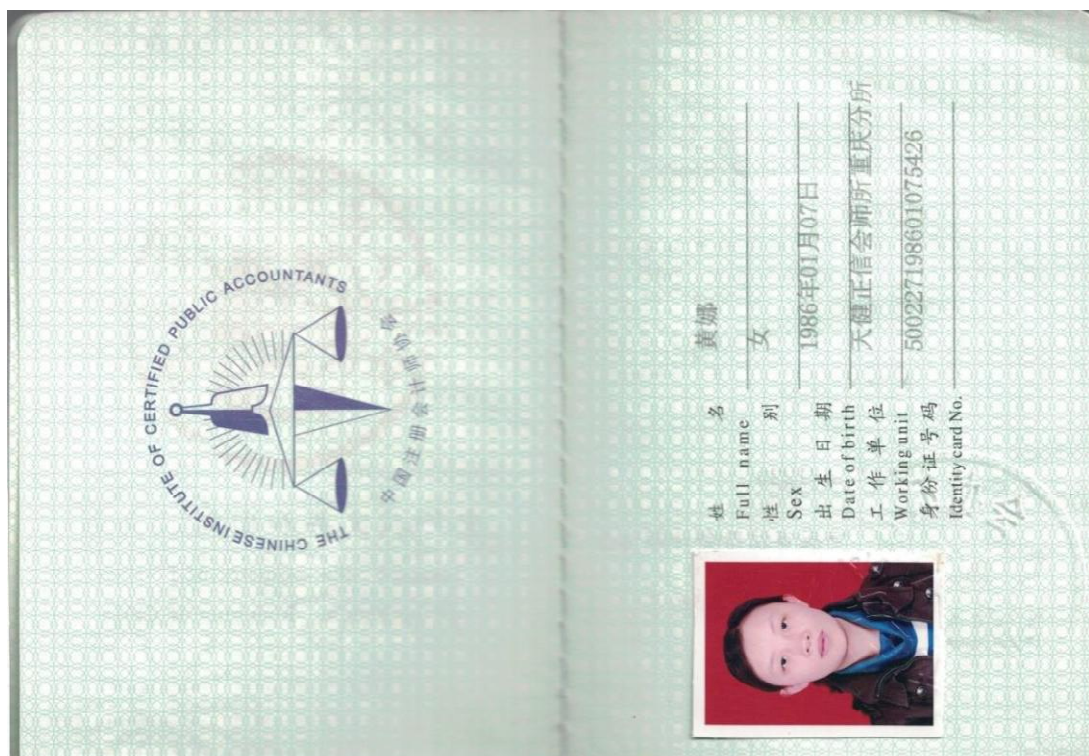 THE CHINESE INSTITUTE OF CERTIFIED PUBLIC ACCOUNTANTS
中国注册会计师协会
姓 名 黄娜
Full name
性 别 女
Sex
出 生 日 期 1986年01月07日
Date of birth
工 作 单 位 天健正信会师所重庆分所
Working unit
身份证号码 500227198601075426
Identity card No.